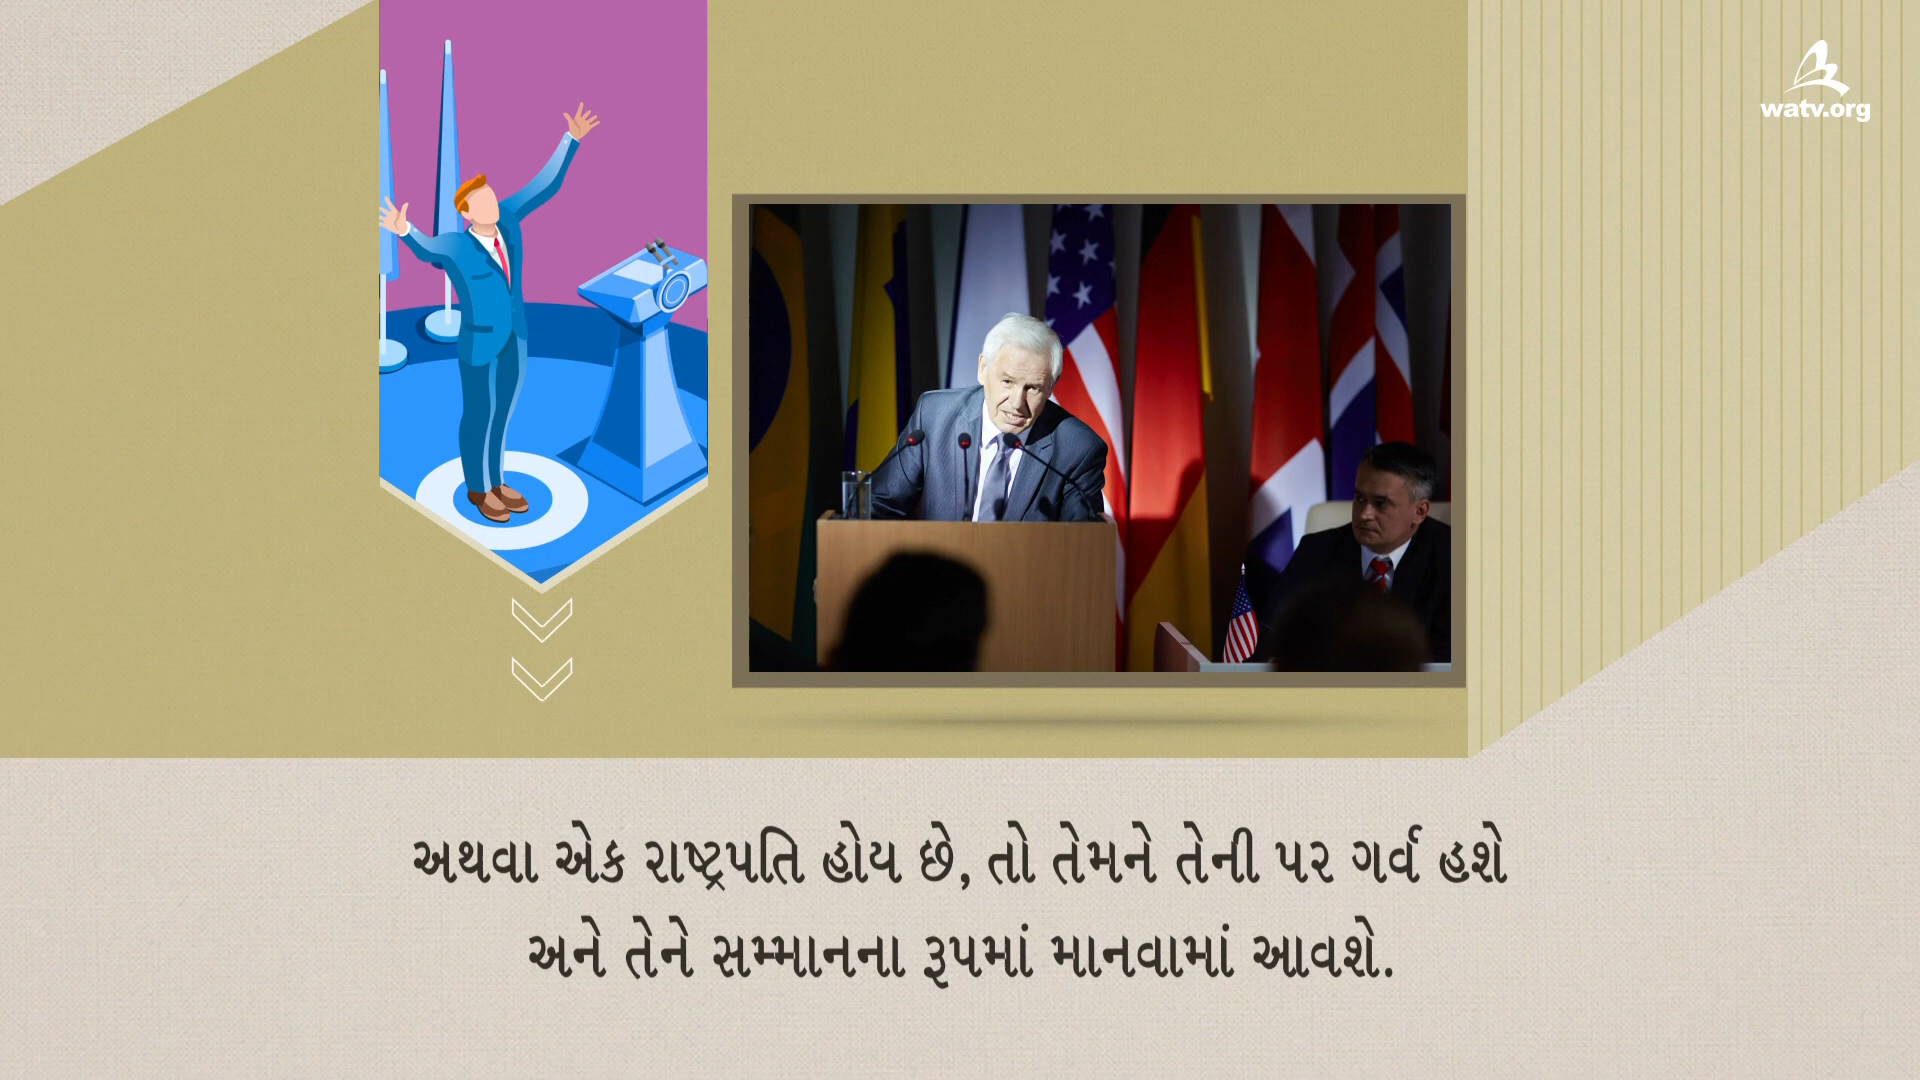 watv.org
અથવા એક રાષ્ટ્રપતિ હોય છે, તો તેમને તેની પર ગર્વ હશે
અને તેને સમ્માનના રૂપમાં માનવામાં આવશે.